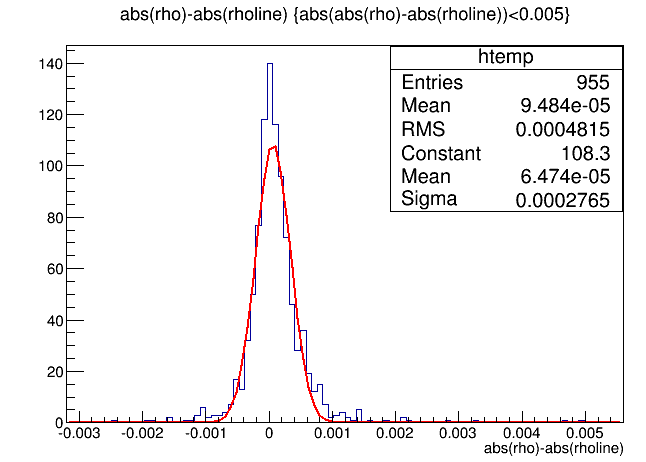 abs(rho)-abs(rholine) {abs(abs(rho)-abs(rholine))<0.005}
htemp
Entries 955
Mean 9.484e-05
RMS 0.0004815
Constant 108.3
Mean 6.474e-05
Sigma 0.0002765
140
120
100
80
60
40
20
0
-0.003 -0.002 -0.001 0 0.001 0.002 0.003 0.004 0.005
abs(rho)-abs(rholine)